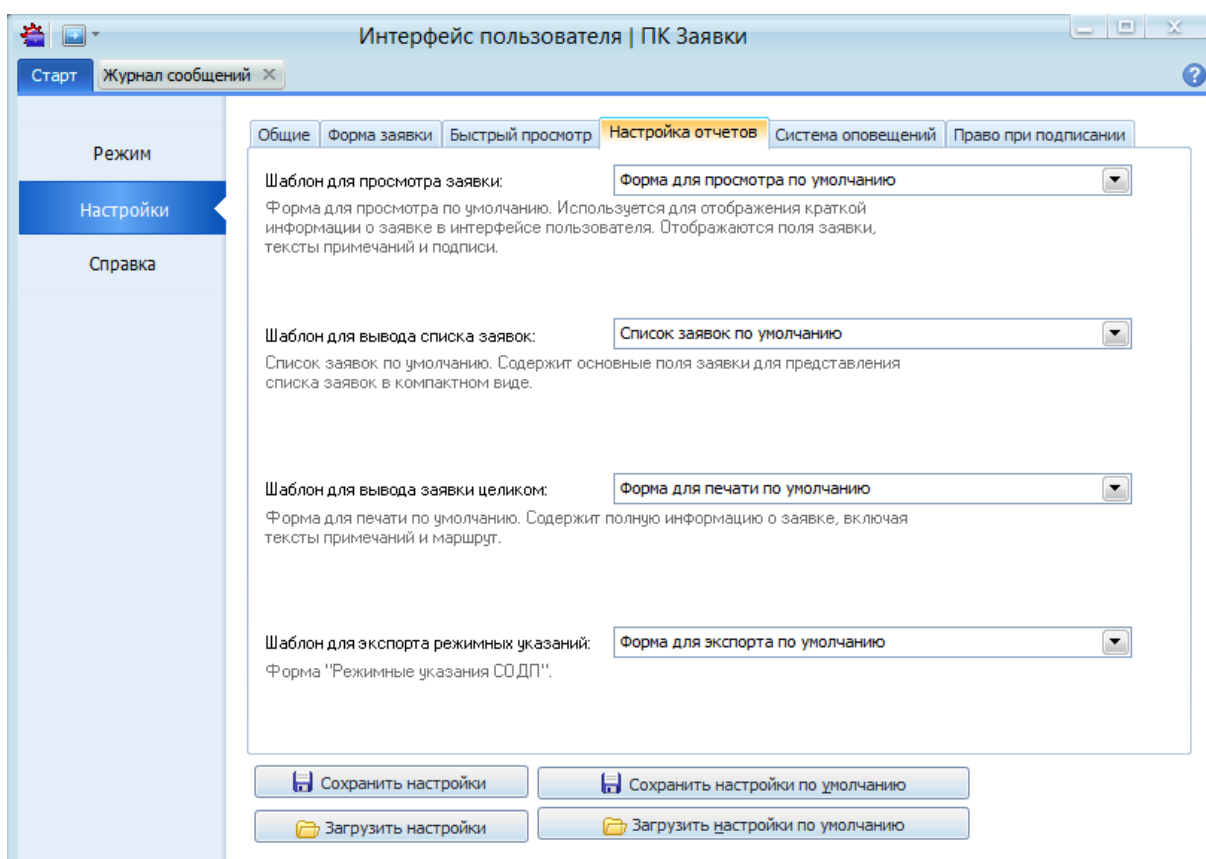 Интерфейс пользователя | ПК Заявки
Старт
Журнал сообщений
Режим
Настройки
Справка
Общие
Форма заявки
Быстрый просмотр
Настройка отчетов
Система оповещений
Право при подписании
Шаблон для просмотра заявки:
Форма для просмотра по умолчанию
Форма для просмотра по умолчанию. Используется для отображения краткой
информации о заявке в интерфейсе пользователя. Отображаются поля заявки,
тексты примечаний и подписи.
Шаблон для вывода списка заявок:
Список заявок по умолчанию
Список заявок по умолчанию. Содержит основные поля заявки для представления
списка заявок в компактном виде.
Шаблон для вывода заявки целиком:
Форма для печати по умолчанию
Форма для печати по умолчанию. Содержит полную информацию о заявке, включая
тексты примечаний и маршрут.
Шаблон для экспорта режимных указаний:
Форма для экспорта по умолчанию
Форма "Режимные указания СОДП".
Сохранить настройки
Сохранить настройки по умолчанию
Загрузить настройки
Загрузить настройки по умолчанию